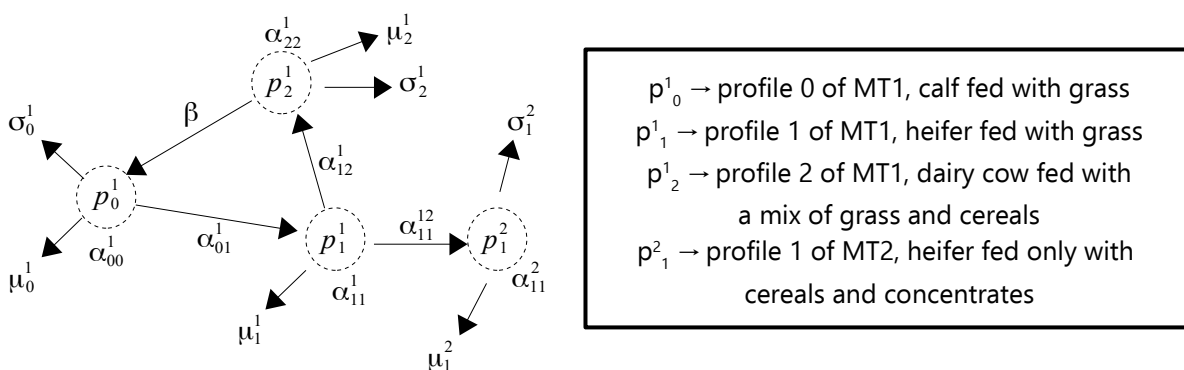 α¹₂₂
μ¹₂
p¹₂
σ¹₂
β
σ¹₀
σ²₁
α¹₁₂
p¹₀
α¹₀₁
p¹₁
α¹²₁₁
p²₁
α¹₀₀
μ¹₀
α¹₁₁
α²₁₁
μ¹₁
μ²₁
p¹₀ → profile 0 of MT1, calf fed with grass
p¹₁ → profile 1 of MT1, heifer fed with grass
p¹₂ → profile 2 of MT1, dairy cow fed with
a mix of grass and cereals
p²₁ → profile 1 of MT2, heifer fed only with
cereals and concentrates